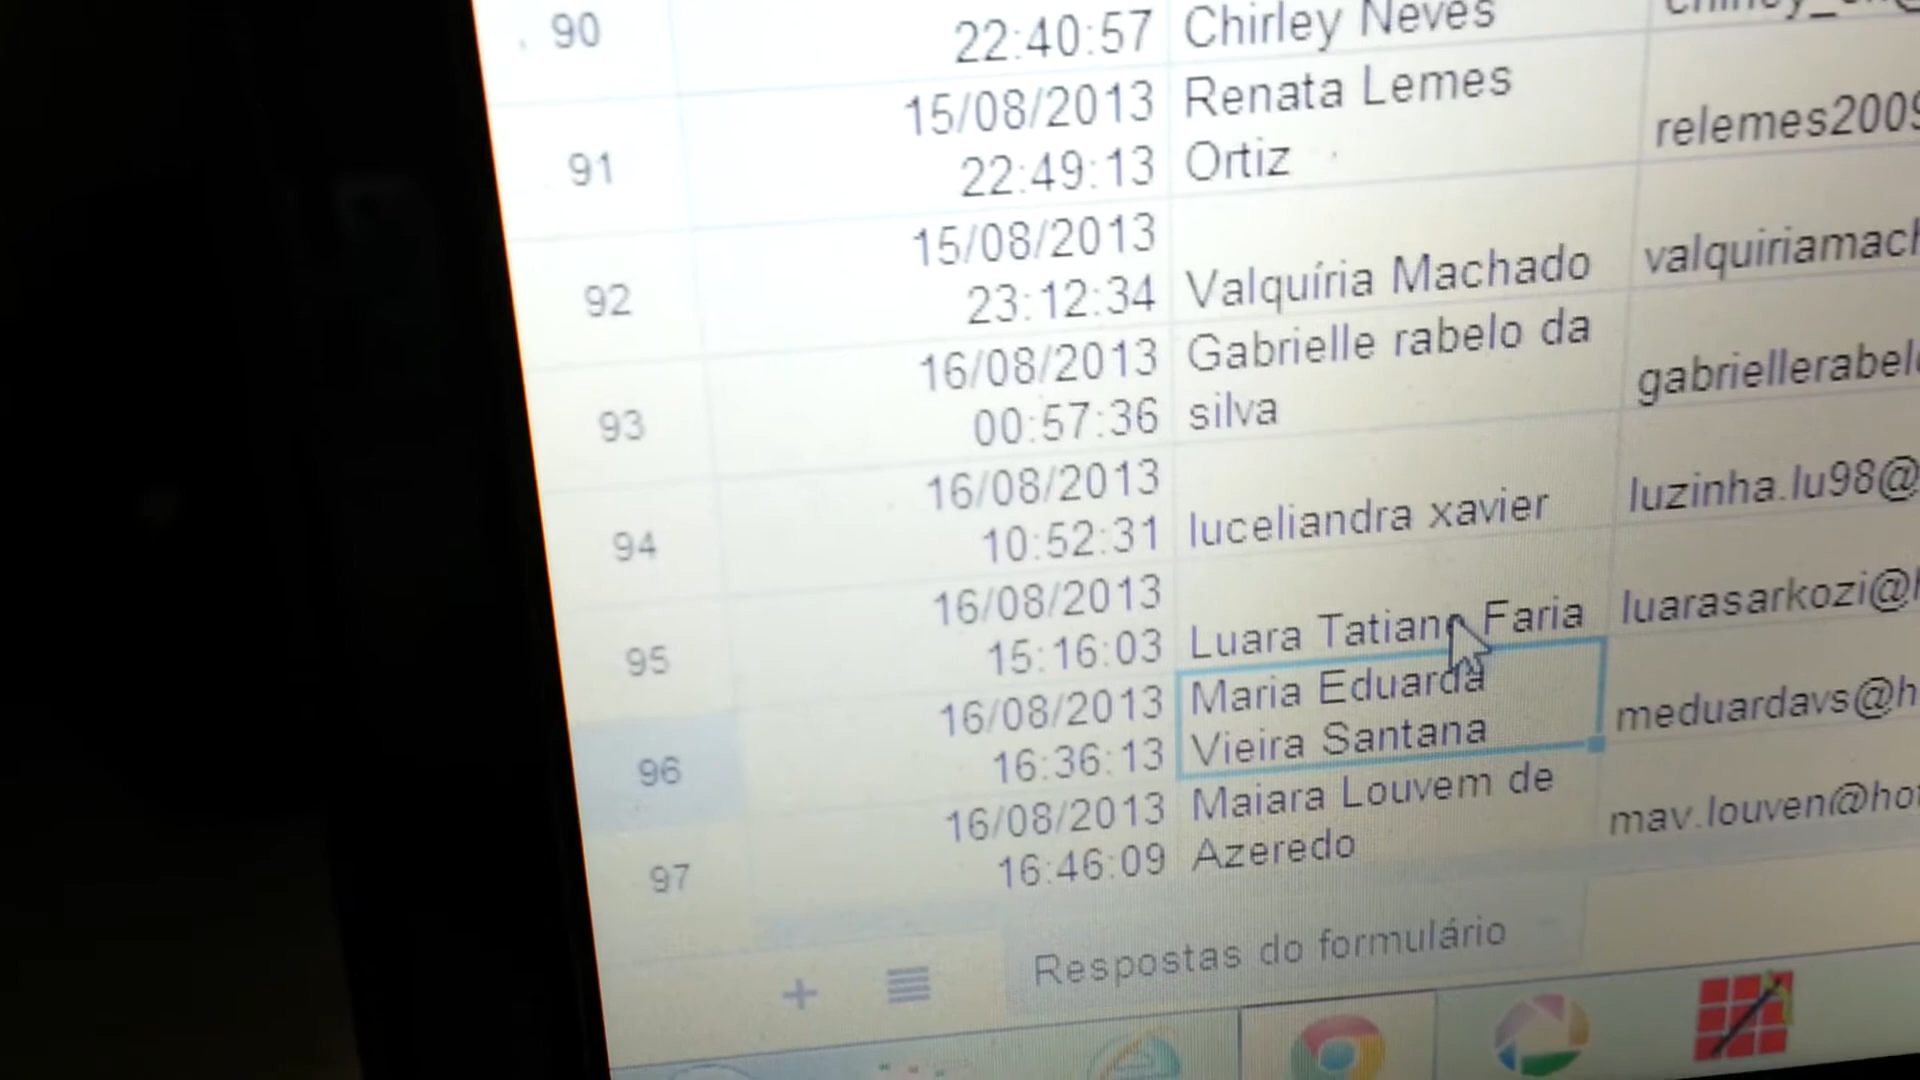 90 22:40:57 Chirley Neves
15/08/2013 Renata Lemes
91 22:49:13 Ortiz relemes2009
15/08/2013
92 23:12:34 Valquíria Machado valquiriamach
16/08/2013 Gabrielle rabelo da
93 00:57:36 silva gabriellerabel
16/08/2013
94 10:52:31 luceliandra xavier luzinha.lu98@
16/08/2013
95 15:16:03 Luara Tatiane Faria luarasarkozi@h
16/08/2013 Maria Eduarda
96 16:36:13 Vieira Santana meduardavs@h
16/08/2013 Maiara Louvem de
97 16:46:09 Azeredo mav.louven@hot
+ Respostas do formulário